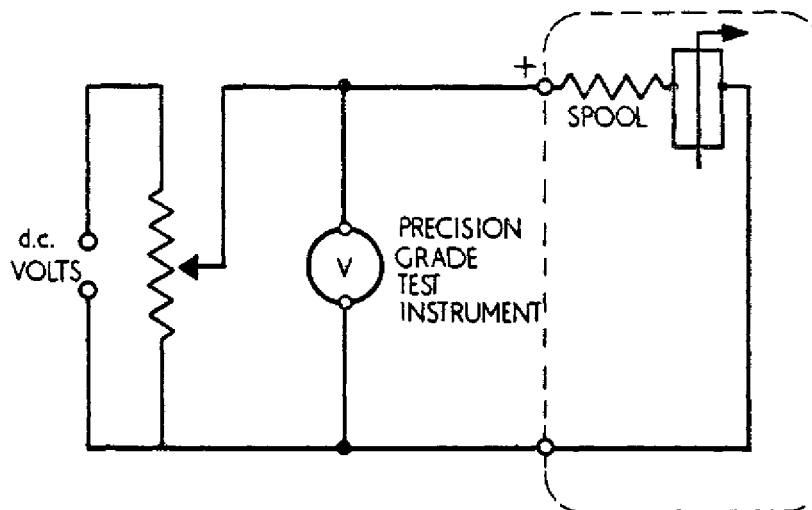 +
SPOOL
d.c.
VOLTS
V
PRECISION
GRADE
TEST
INSTRUMENT